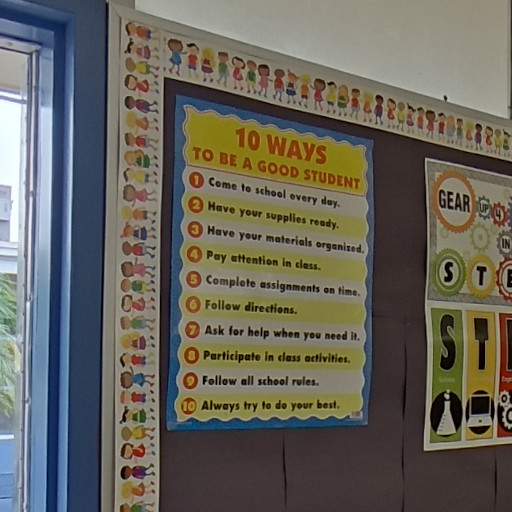 10 WAYS
TO BE A GOOD STUDENT
1 Come to school every day.
2 Have your supplies ready.
3 Have your materials organized.
4 Pay attention in class.
5 Complete assignments on time.
6 Follow directions.
7 Ask for help when you need it.
8 Participate in class activities.
9 Follow all school rules.
10 Always try to do your best.
GEAR UP 4
IN
S T E
S T